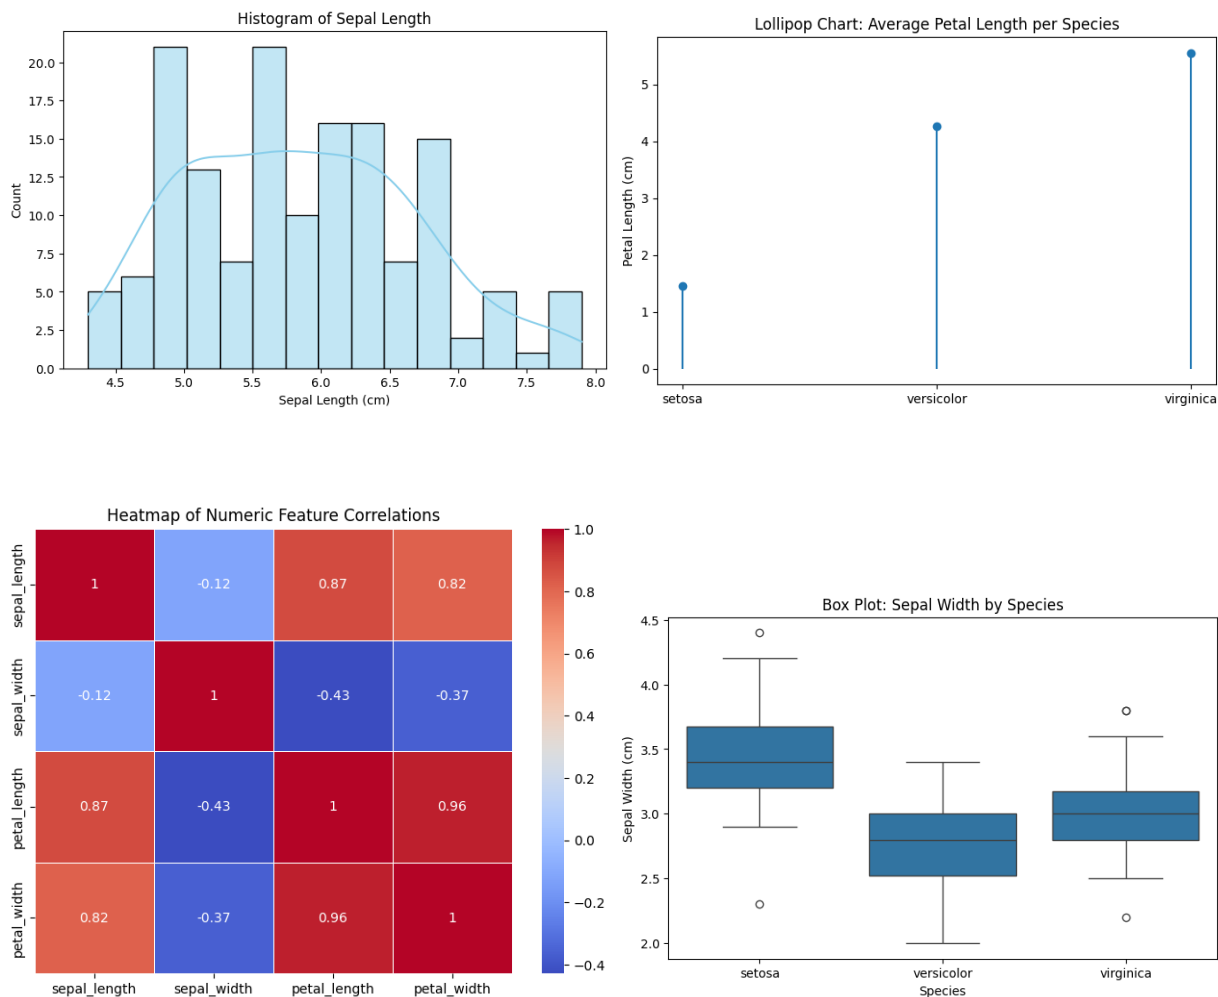 Histogram of Sepal Length
20.0
17.5
15.0
12.5
10.0
7.5
5.0
2.5
0.0
Count
4.5 5.0 5.5 6.0 6.5 7.0 7.5 8.0
Sepal Length (cm)
Lollipop Chart: Average Petal Length per Species
5
4
3
2
1
0
Petal Length (cm)
setosa versicolor virginica
Heatmap of Numeric Feature Correlations
sepal_length
1 -0.12 0.87 0.82
sepal_width
-0.12 1 -0.43 -0.37
petal_length
0.87 -0.43 1 0.96
petal_width
0.82 -0.37 0.96 1
sepal_length sepal_width petal_length petal_width
1.0
0.8
0.6
0.4
0.2
0.0
−0.2
−0.4
Box Plot: Sepal Width by Species
4.5
4.0
3.5
3.0
2.5
2.0
Sepal Width (cm)
setosa versicolor virginica
Species